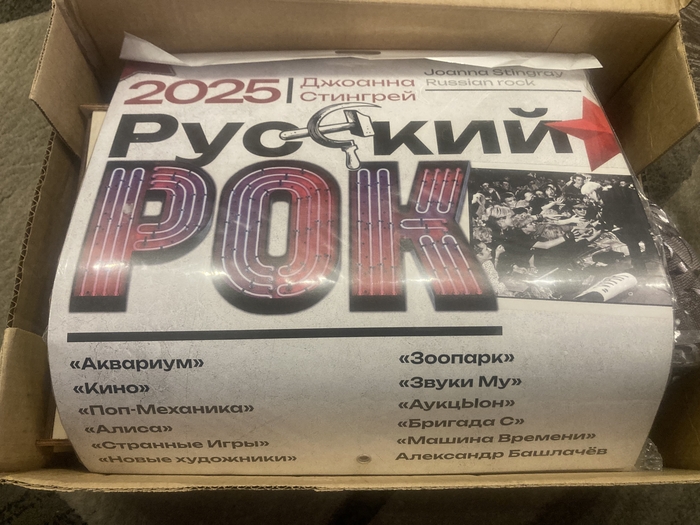 2025 | Джоанна Стингрей
Joanna Stingray
Russian rock
Русский
РОК
«Аквариум»
«Кино»
«Поп-Механика»
«Алиса»
«Странные Игры»
«Новые художники»
«Зоопарк»
«Звуки Му»
«АукцЫон»
«Бригада С»
«Машина Времени»
Александр Башлачёв